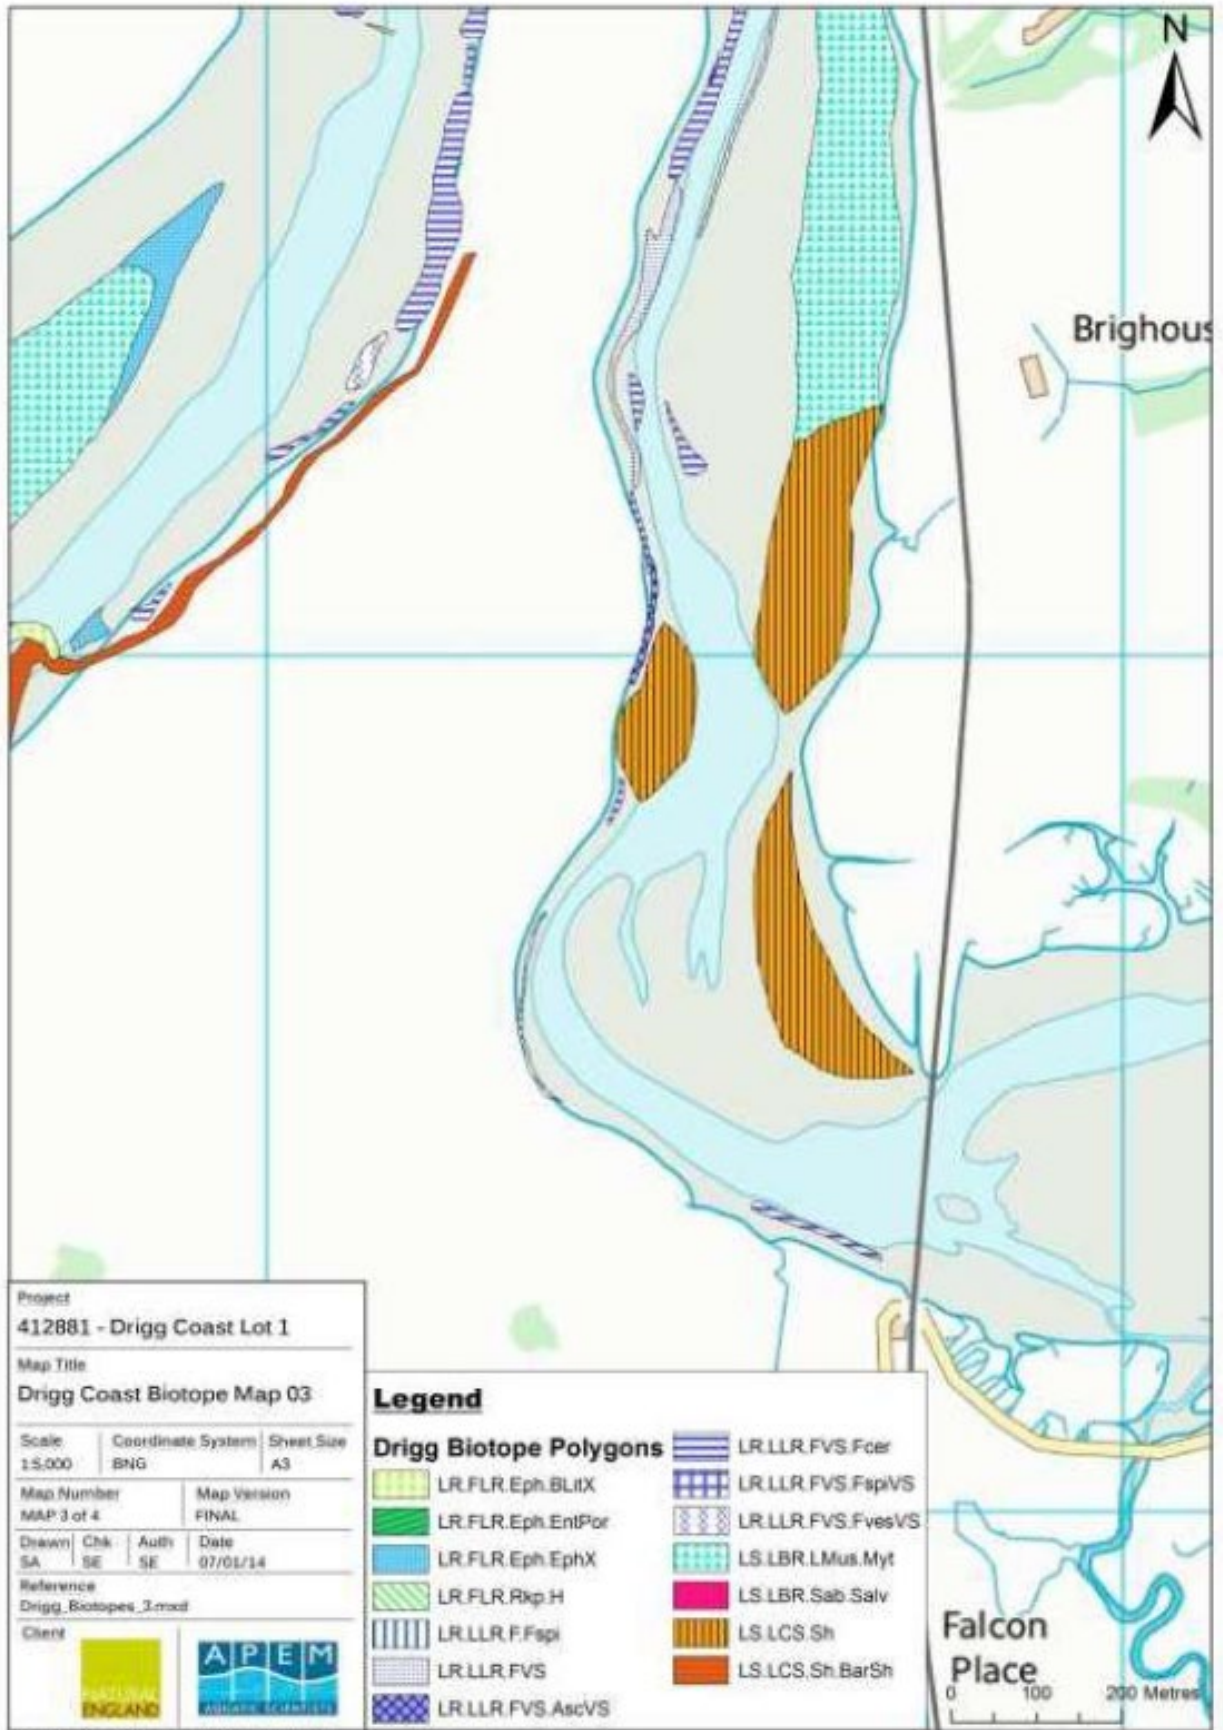 N
Brighous
Project
412881 - Drigg Coast Lot 1
Map Title
Drigg Coast Biotope Map 03
Scale Coordinate System Sheet Size
1:5,000 BNG A3
Map Number Map Version
MAP 3 of 4 FINAL
Drawn Chk Auth Date
SA SE SE 07/01/14
Reference
Drigg_Biotopes_3.mxd
Client
NATURAL
ENGLAND
APEM
AQUATIC SCIENTISTS
Legend
Drigg Biotope Polygons
LR.FLR.Eph.BLitX
LR.FLR.Eph.EntPor
LR.FLR.Eph.EphX
LR.FLR.Rkp.H
LR.LLR.F.Fspi
LR.LLR.FVS
LR.LLR.FVS.AscVS
LR.LLR.FVS.Fcer
LR.LLR.FVS.FspiVS
LR.LLR.FVS.FvesVS
LS.LBR.LMus.Myt
LS.LBR.Sab.Salv
LS.LCS.Sh
LS.LCS.Sh.BarSh
Falcon
Place
0 100 200 Metres